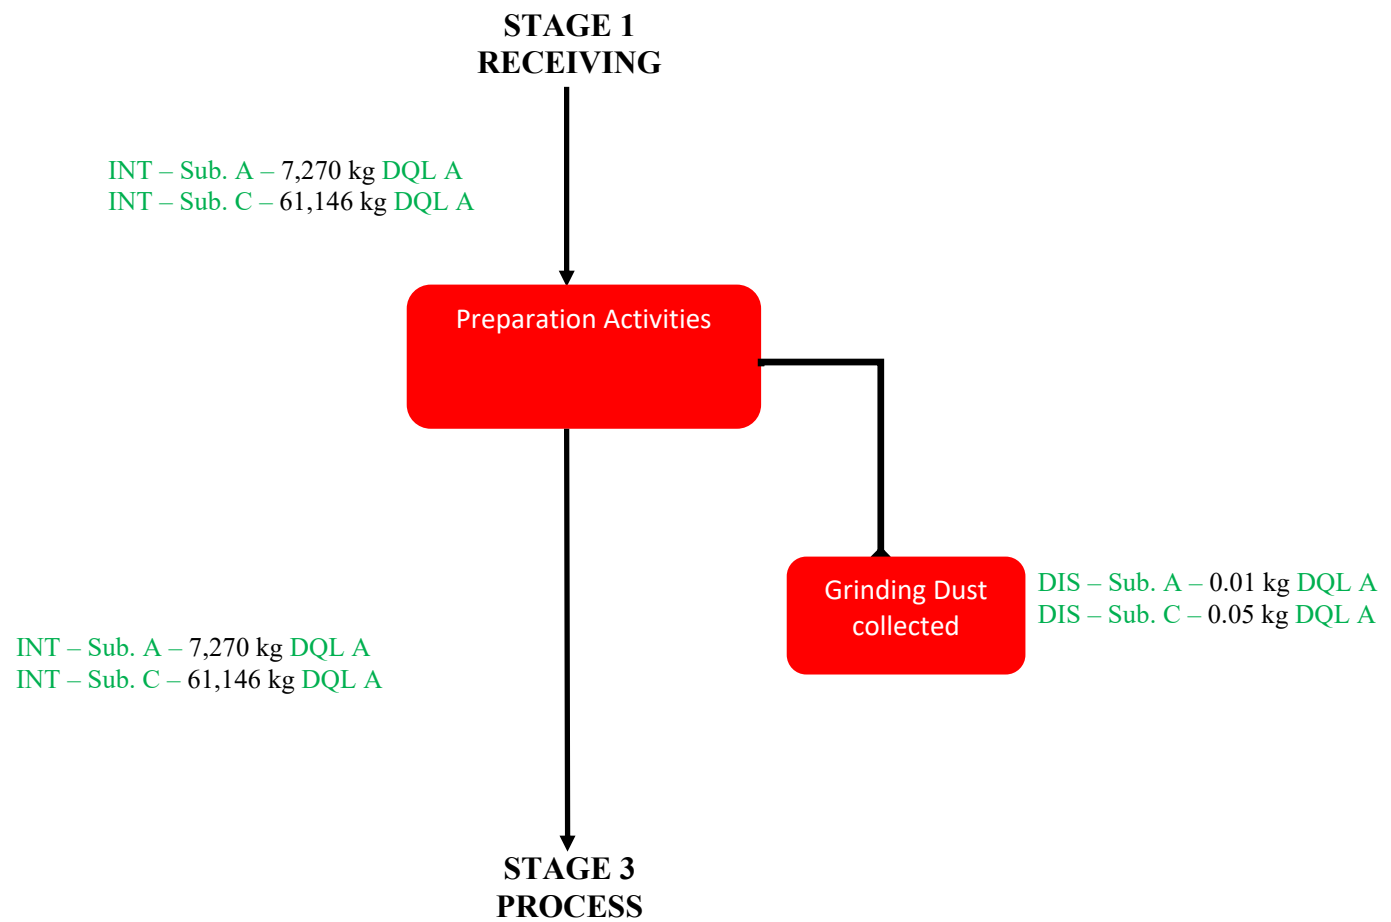 STAGE 1
RECEIVING
INT – Sub. A – 7,270 kg DQL A
INT – Sub. C – 61,146 kg DQL A
Preparation Activities
Grinding Dust
collected
DIS – Sub. A – 0.01 kg DQL A
DIS – Sub. C – 0.05 kg DQL A
INT – Sub. A – 7,270 kg DQL A
INT – Sub. C – 61,146 kg DQL A
STAGE 3
PROCESS